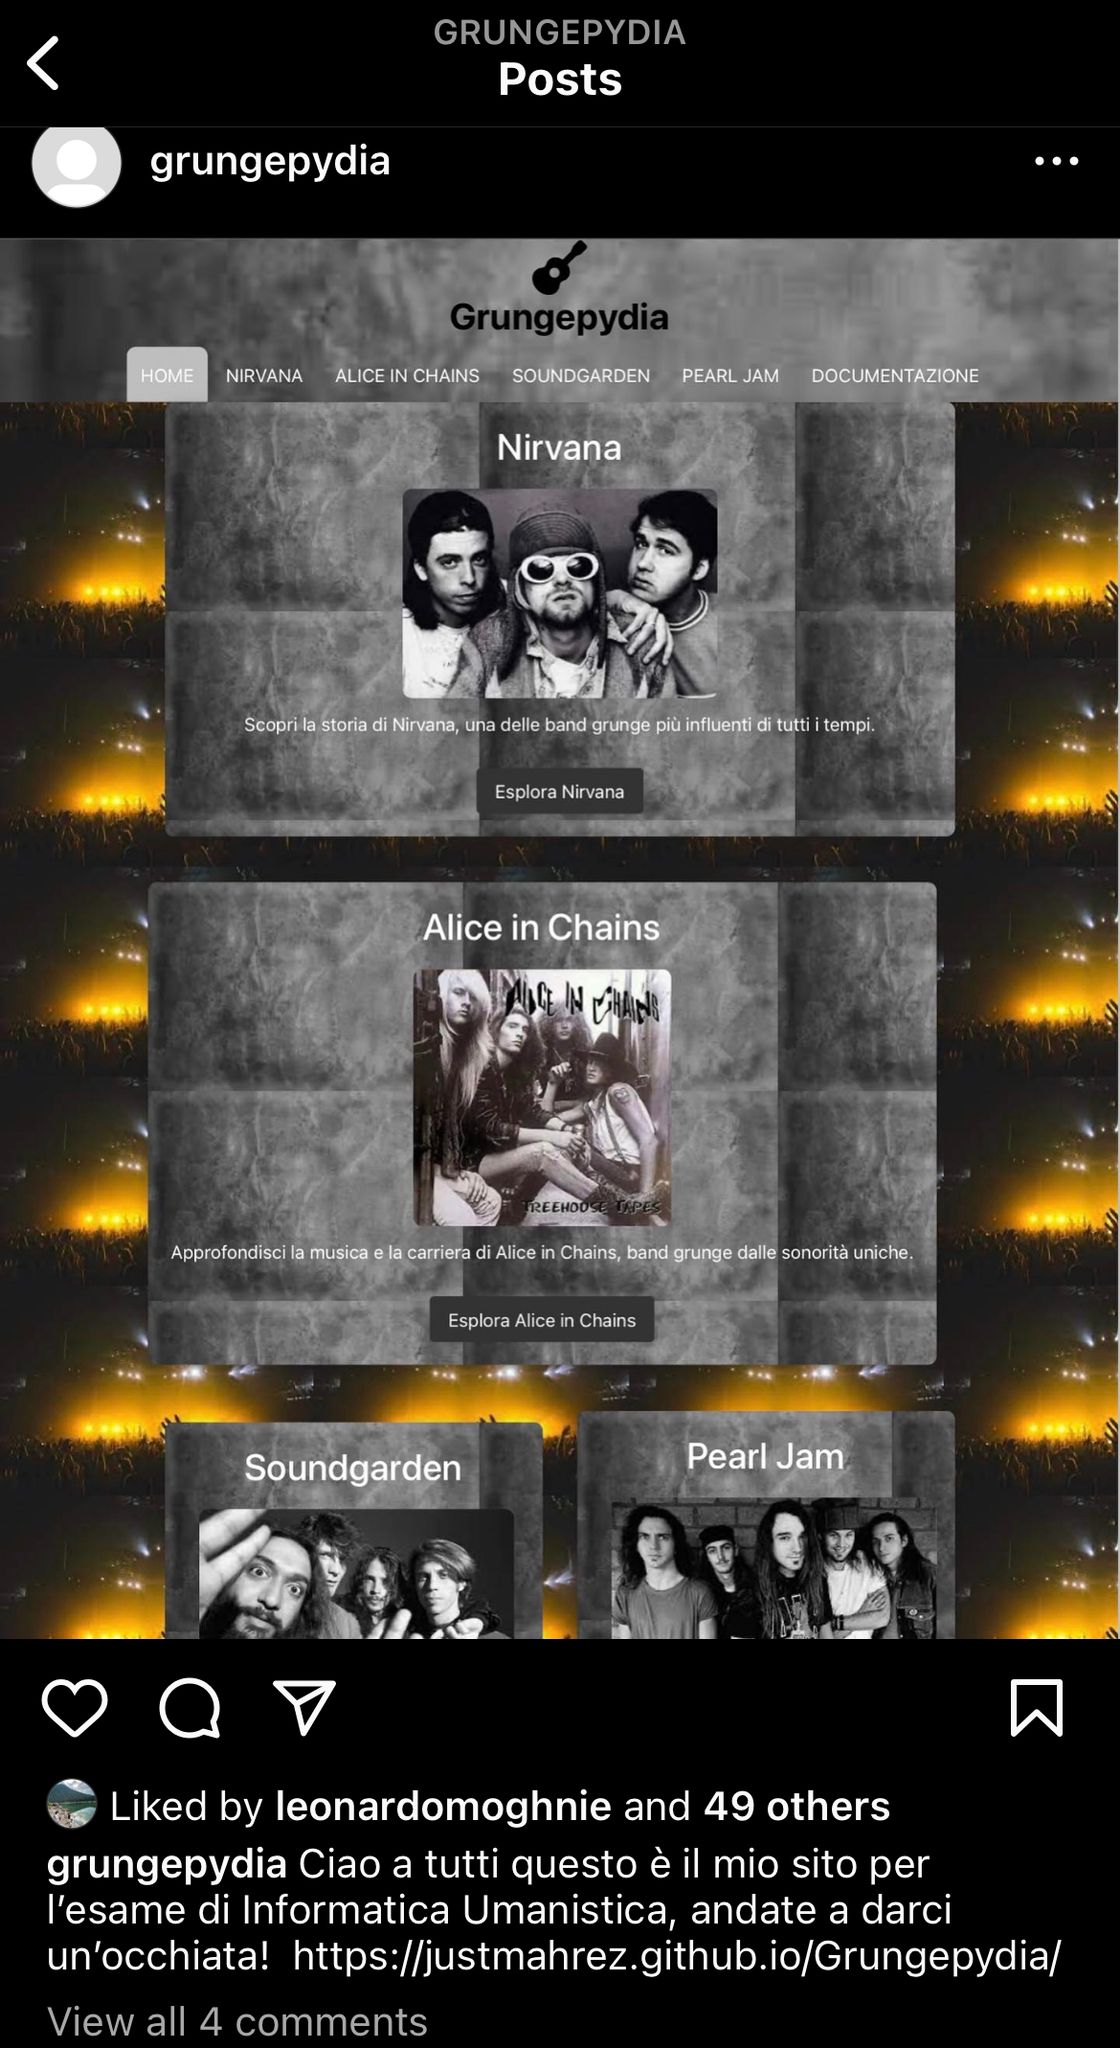 GRUNGEPYDIA
Posts
grungepydia
Grungepydia
HOME NIRVANA ALICE IN CHAINS SOUNDGARDEN PEARL JAM DOCUMENTAZIONE
Nirvana
Scopri la storia di Nirvana, una delle band grunge più influenti di tutti i tempi.
Esplora Nirvana
Alice in Chains
ALICE IN CHAINS
TREEHOUSE TAPES
Approfondisci la musica e la carriera di Alice in Chains, band grunge dalle sonorità uniche.
Esplora Alice in Chains
Soundgarden
Pearl Jam
Liked by leonardomoghnie and 49 others
grungepydia Ciao a tutti questo è il mio sito per
l’esame di Informatica Umanistica, andate a darci
un’occhiata! https://justmahrez.github.io/Grungepydia/
View all 4 comments